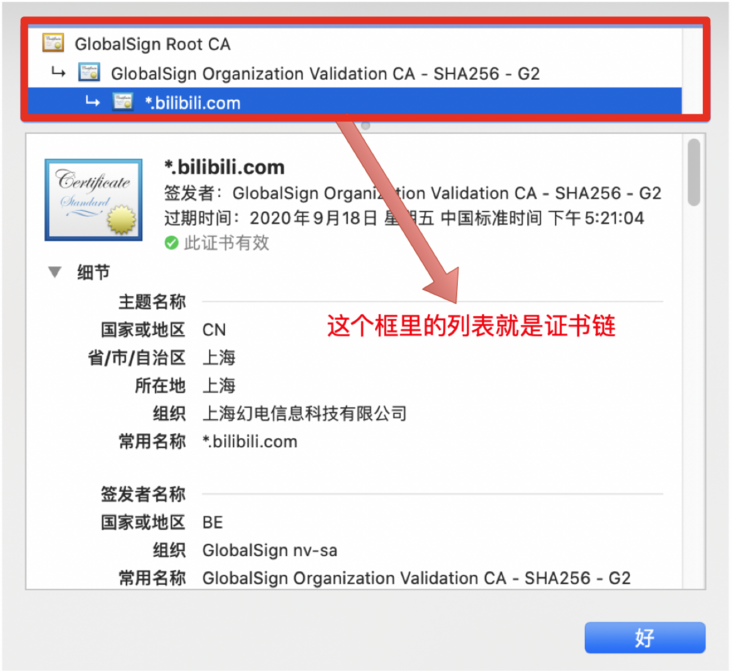 GlobalSign Root CA
GlobalSign Organization Validation CA - SHA256 - G2
*.bilibili.com
Certificate
Standard
*.bilibili.com
签发者：GlobalSign Organization Validation CA - SHA256 - G2
过期时间：2020年9月18日 星期五 中国标准时间 下午5:21:04
此证书有效
细节
主题名称
国家或地区 CN
这个框里的列表就是证书链
省/市/自治区 上海
所在地 上海
组织 上海幻电信息科技有限公司
常用名称 *.bilibili.com
签发者名称
国家或地区 BE
组织 GlobalSign nv-sa
常用名称 GlobalSign Organization Validation CA - SHA256 - G2
好